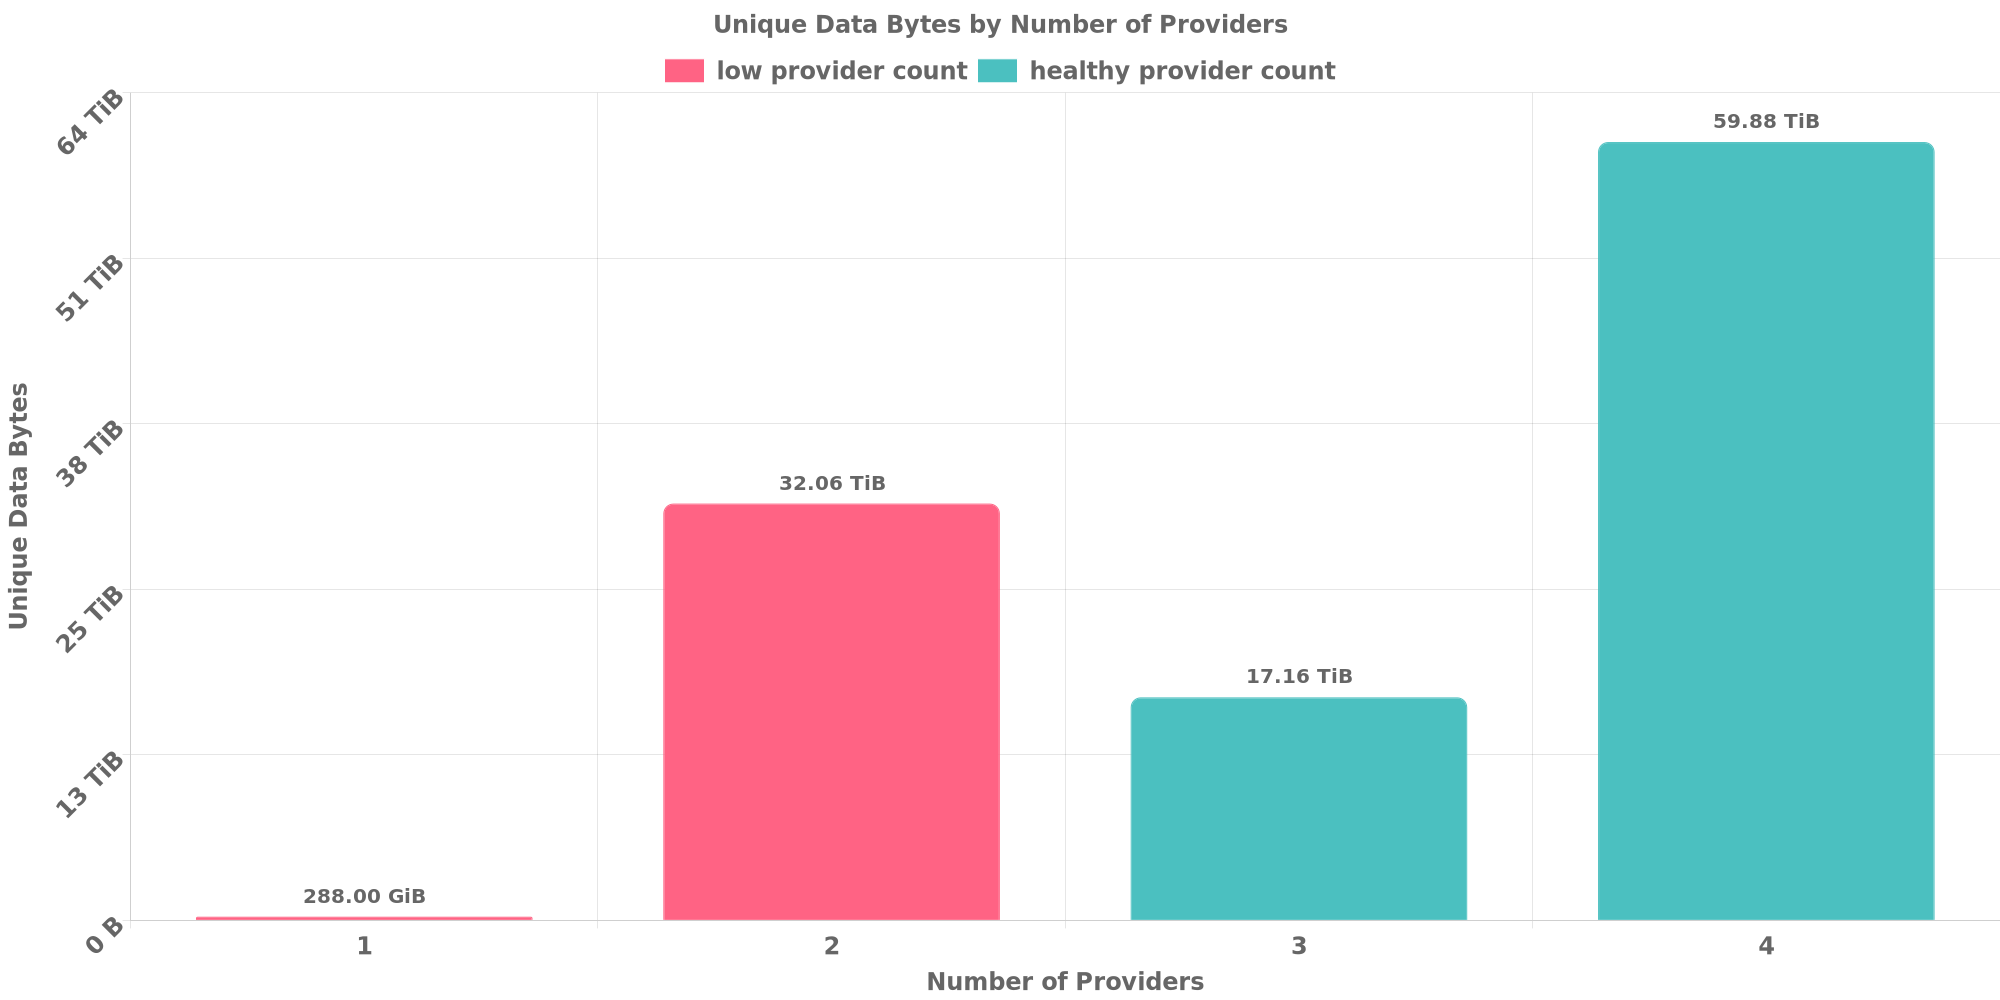 Unique Data Bytes by Number of Providers
low provider count healthy provider count
64 TiB
51 TiB
38 TiB
25 TiB
13 TiB
0 B
Unique Data Bytes
288.00 GiB
32.06 TiB
17.16 TiB
59.88 TiB
1 2 3 4
Number of Providers